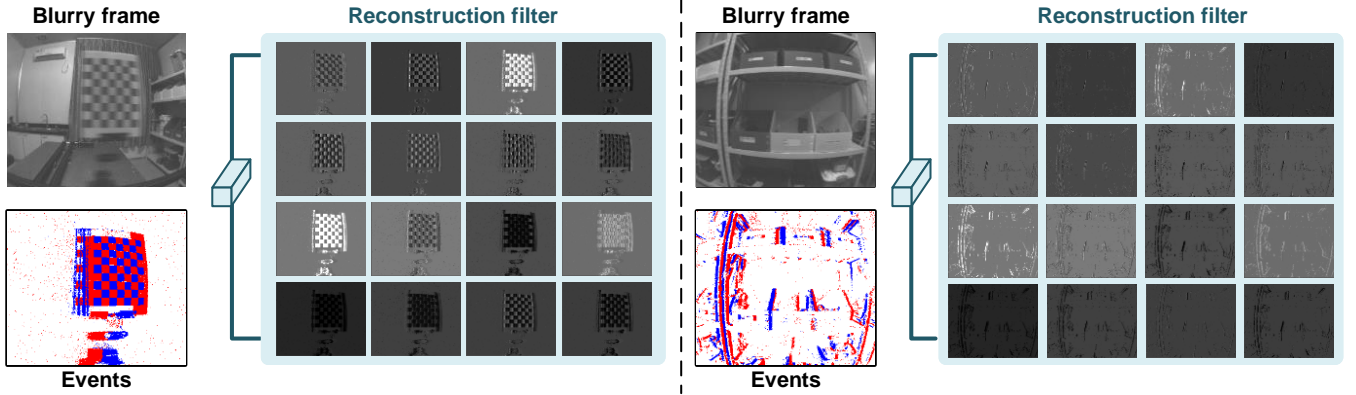 Blurry frame
Reconstruction filter
Events
Blurry frame
Reconstruction filter
Events